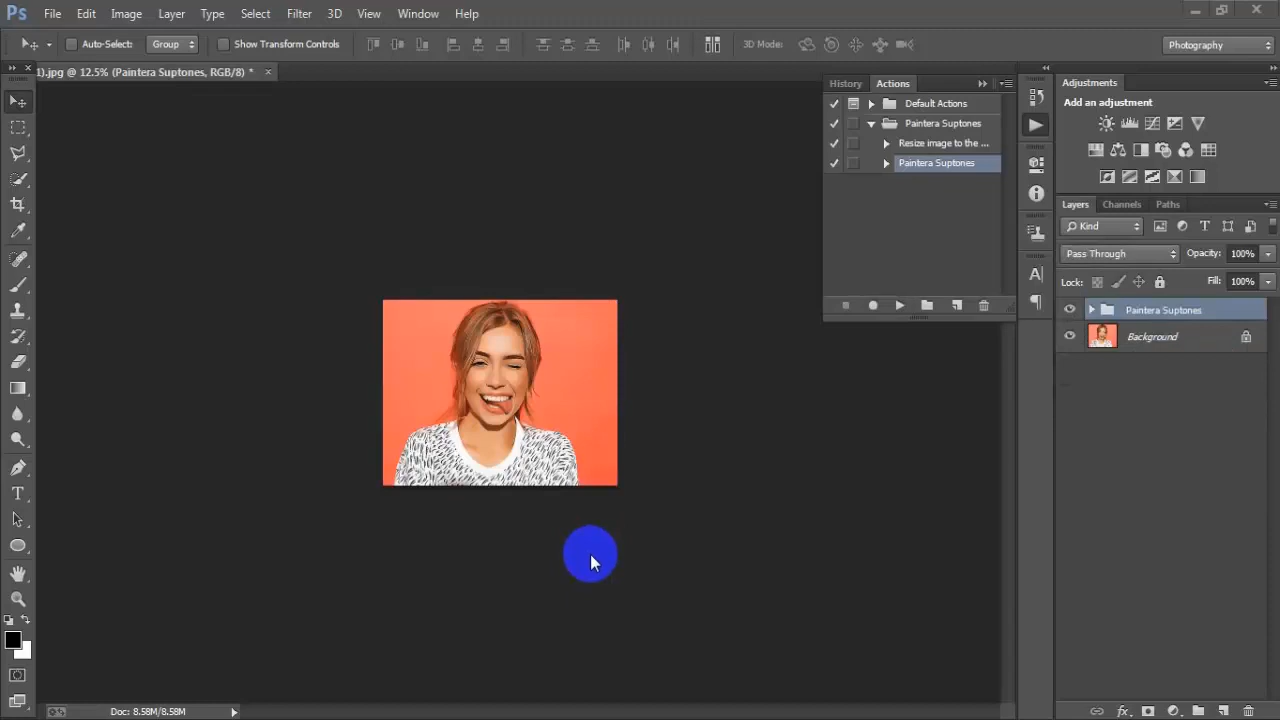 Ps File Edit Image Layer Type Select Filter 3D View Window Help
Auto-Select: Group Show Transform Controls 3D Mode: Photography
1).jpg @ 12.5% (Paintera Suptones, RGB/8) * ×
History Actions
Default Actions
Paintera Suptones
Resize image to the ...
Paintera Suptones
Adjustments
Add an adjustment
Layers Channels Paths
Kind
Pass Through Opacity: 100%
Lock: Fill: 100%
Paintera Suptones
Background
Doc: 8.58M/8.58M